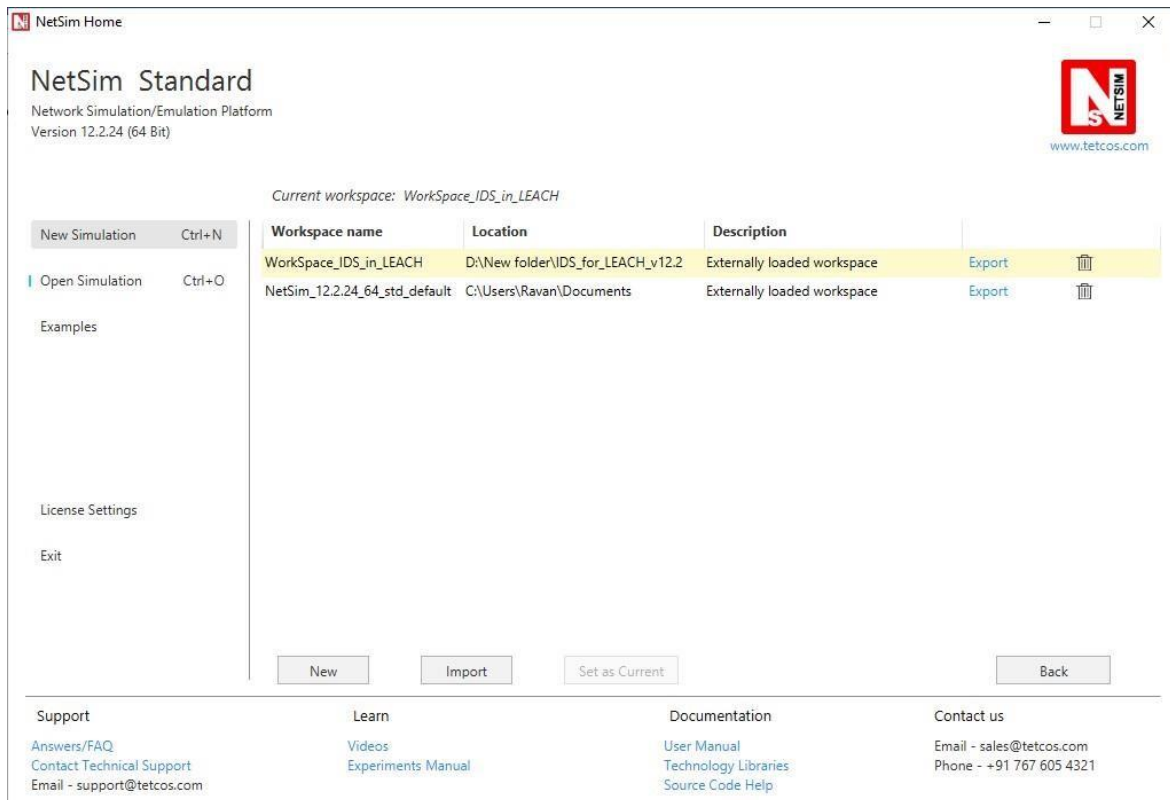 NetSim Home
NetSim Standard
Network Simulation/Emulation Platform
Version 12.2.24 (64 Bit)
NS NETSIM
www.tetcos.com
Current workspace: WorkSpace_IDS_in_LEACH
New Simulation Ctrl+N
Open Simulation Ctrl+O
Examples
License Settings
Exit
Workspace name Location Description
WorkSpace_IDS_in_LEACH D:\New folder\IDS_for_LEACH_v12.2 Externally loaded workspace Export
NetSim_12.2.24_64_std_default C:\Users\Ravan\Documents Externally loaded workspace Export
New Import Set as Current Back
Support
Answers/FAQ
Contact Technical Support
Email - support@tetcos.com
Learn
Videos
Experiments Manual
Documentation
User Manual
Technology Libraries
Source Code Help
Contact us
Email - sales@tetcos.com
Phone - +91 767 605 4321